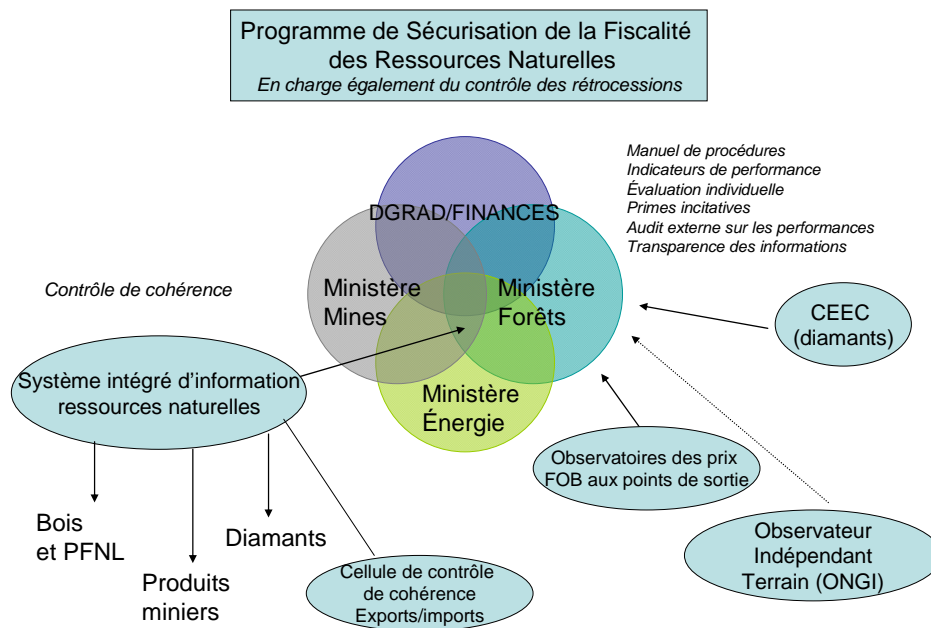 Programme de Sécurisation de la Fiscalité
des Ressources Naturelles
En charge également du contrôle des rétrocessions
Manuel de procédures
Indicateurs de performance
Évaluation individuelle
Primes incitatives
Audit externe sur les performances
Transparence des informations
DGRAD/FINANCES
Ministère
Mines
Ministère
Forêts
Ministère
Énergie
Contrôle de cohérence
CEEC
(diamants)
Système intégré d'information
ressources naturelles
Observatoires des prix
FOB aux points de sortie
Bois
et PFNL
Diamants
Produits
miniers
Cellule de contrôle
de cohérence
Exports/imports
Observateur
Indépendant
Terrain (ONGI)